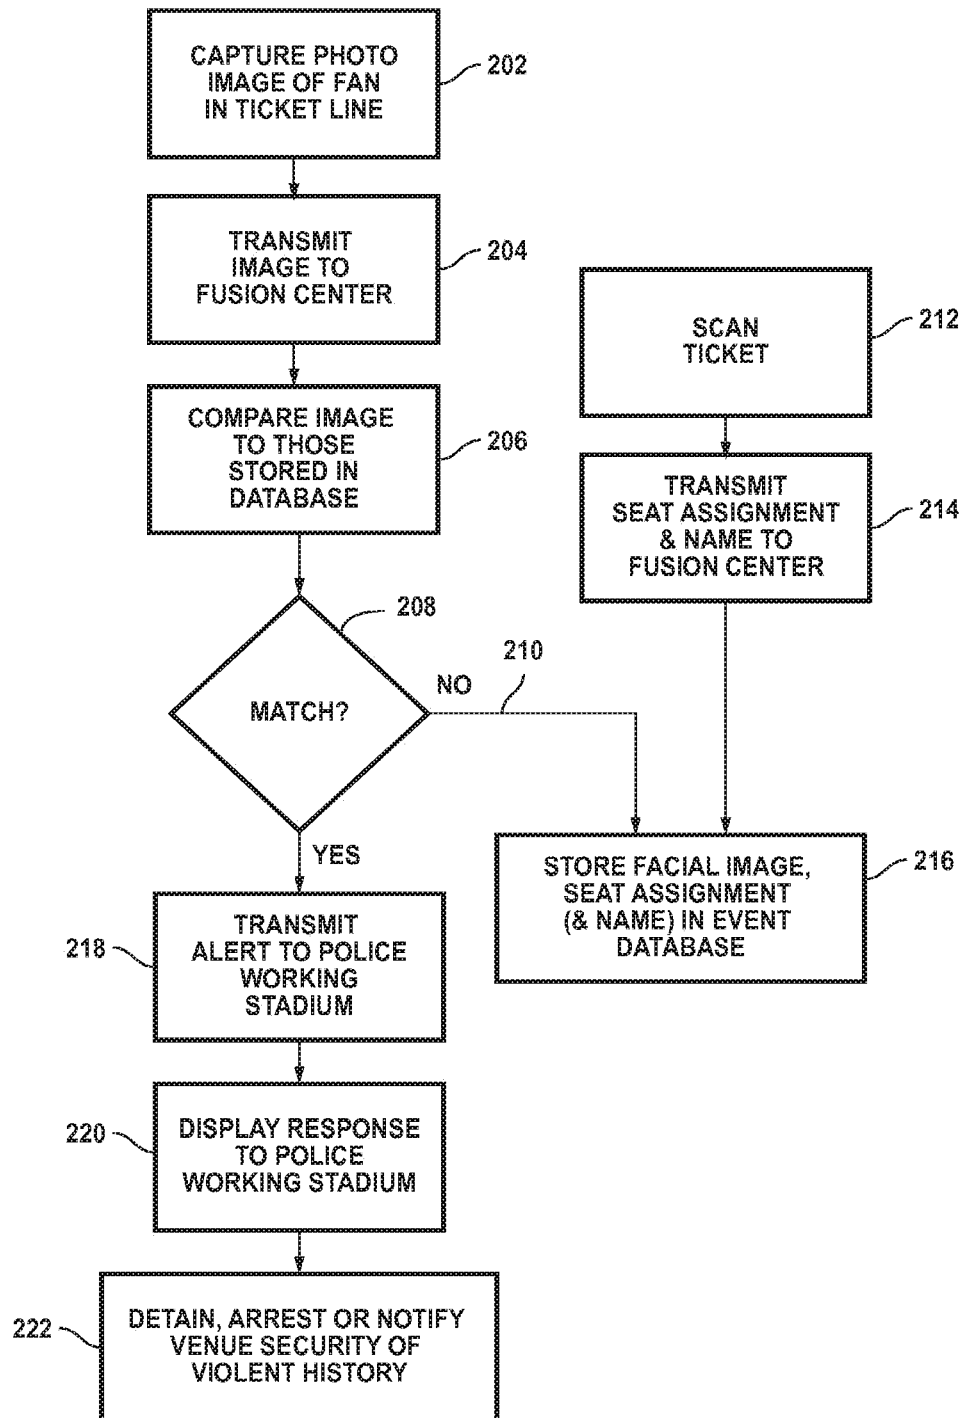 CAPTURE PHOTO
IMAGE OF FAN
IN TICKET LINE
202
TRANSMIT
IMAGE TO
FUSION CENTER
204
COMPARE IMAGE
TO THOSE
STORED IN
DATABASE
206
SCAN
TICKET
212
TRANSMIT
SEAT ASSIGNMENT
& NAME TO
FUSION CENTER
214
MATCH?
208
NO
210
YES
STORE FACIAL IMAGE,
SEAT ASSIGNMENT
(& NAME) IN EVENT
DATABASE
216
TRANSMIT
ALERT TO POLICE
WORKING
STADIUM
218
DISPLAY RESPONSE
TO POLICE
WORKING STADIUM
220
DETAIN, ARREST OR NOTIFY
VENUE SECURITY OF
VIOLENT HISTORY
222